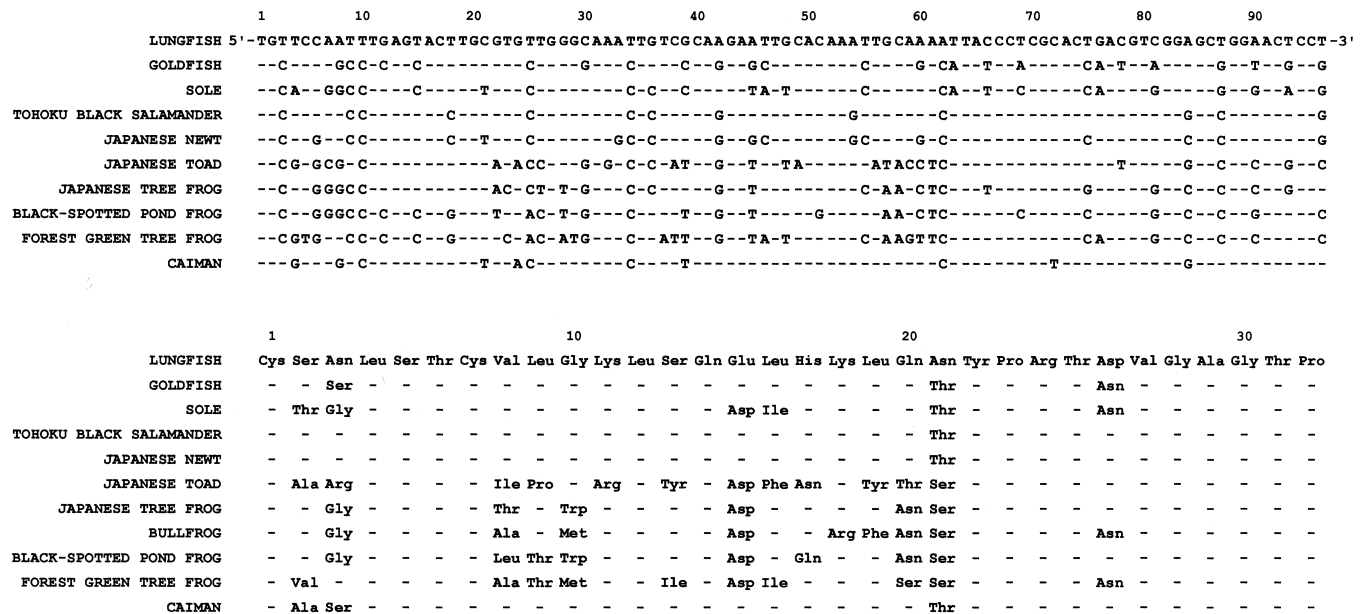 1 10 20 30 40 50 60 70 80 90
LUNGFISH 5'-TGTTCCAATTTGAGTACTTGCGTGTTGGGCAAATTGTCGCAAGAATTGCACAAATTGCAAAATTACCCTCGCACTGACGTCGGAGCTGGAACTCCT-3'
GOLDFISH --C----GCC-C--C---------C----G---C----C--G--GC--------C----G-CA--T--A-----CA-T--A-----G--T--G--G
SOLE --CA--GGCC----C-----T---C--------C-C--C-----TA-T------C------CA--T--C-----CA----G-----G--G--A--G
TOHOKU BLACK SALAMANDER --C-----CC-------C------C--------C-------G-----------G-------C---------------------G--C--------G
JAPANESE NEWT --C--G--CC-------C--T---C-------CC-C-----G--GC-------GC----G-C------------C--------C--C--------G
JAPANESE TOAD --CG-GCG-C-----------A-ACC---G-G-C-C-AT--G--T--TA------ATACCTC---------------T-----G--C--C--G--C
JAPANESE TREE FROG --C--GGGCC-----------AC-CT-TG----C-C-----G--T---------C-AA-CTC---T--------G-----G--C--C--G---
BLACK-SPOTTED POND FROG --C--GGGCC-C--C--G---T--AC-TG----C----T--G--T-----G-----AA-CTC------C-----C-----G--C--C--G--C
FOREST GREEN TREE FROG --CGTG--CC-C--C--G----C-AC-ATG---C--ATT--G--TA-T------C-AAGTTC-----------CA----G--C--C--------C
CAIMAN ---G---G-C----------T--AC--------C----T----------------------C---------T-----------G------------
1 10 20 30
LUNGFISH Cys Ser Asn Leu Ser Thr Cys Val Leu Gly Lys Leu Ser Gln Glu Leu His Lys Leu Gln Asn Tyr Pro Arg Thr Asp Val Gly Ala Gly Thr Pro
GOLDFISH - - Ser - - - - - - - - - - - - - - - - - Thr - - - - Asn - - - - - -
SOLE - Thr Gly - - - - - - - - - - - Asp Ile - - - - Thr - - - - Asn - - - - - -
TOHOKU BLACK SALAMANDER - - - - - - - - - - - - - - - - - - - - Thr - - - - - - - - - - -
JAPANESE NEWT - - - - - - - - - - - - - - - - - - - - Thr - - - - - - - - - - -
JAPANESE TOAD - Ala Arg - - - - Ile Pro - Arg - Tyr - Asp Phe Asn - Tyr Thr Ser - - - - - - - - - - -
JAPANESE TREE FROG - - Gly - - - - Thr - Trp - - - - Asp - - - - Asn Ser - - - - - - - - - - -
BULLFROG - - Gly - - - - Ala - Met - - - - Asp - - Arg Phe Asn Ser - - - - Asn - - - - - -
BLACK-SPOTTED POND FROG - - Gly - - - - Leu Thr Trp - - - - Asp - Gln - - Asn Ser - - - - - - - - - - -
FOREST GREEN TREE FROG - Val - - - - - Ala Thr Met - - Ile - Asp Ile - - - Ser Ser - - - - Asn - - - - - -
CAIMAN - Ala Ser - - - - - - - - - - - - - - - - - Thr - - - - - - - - - - -